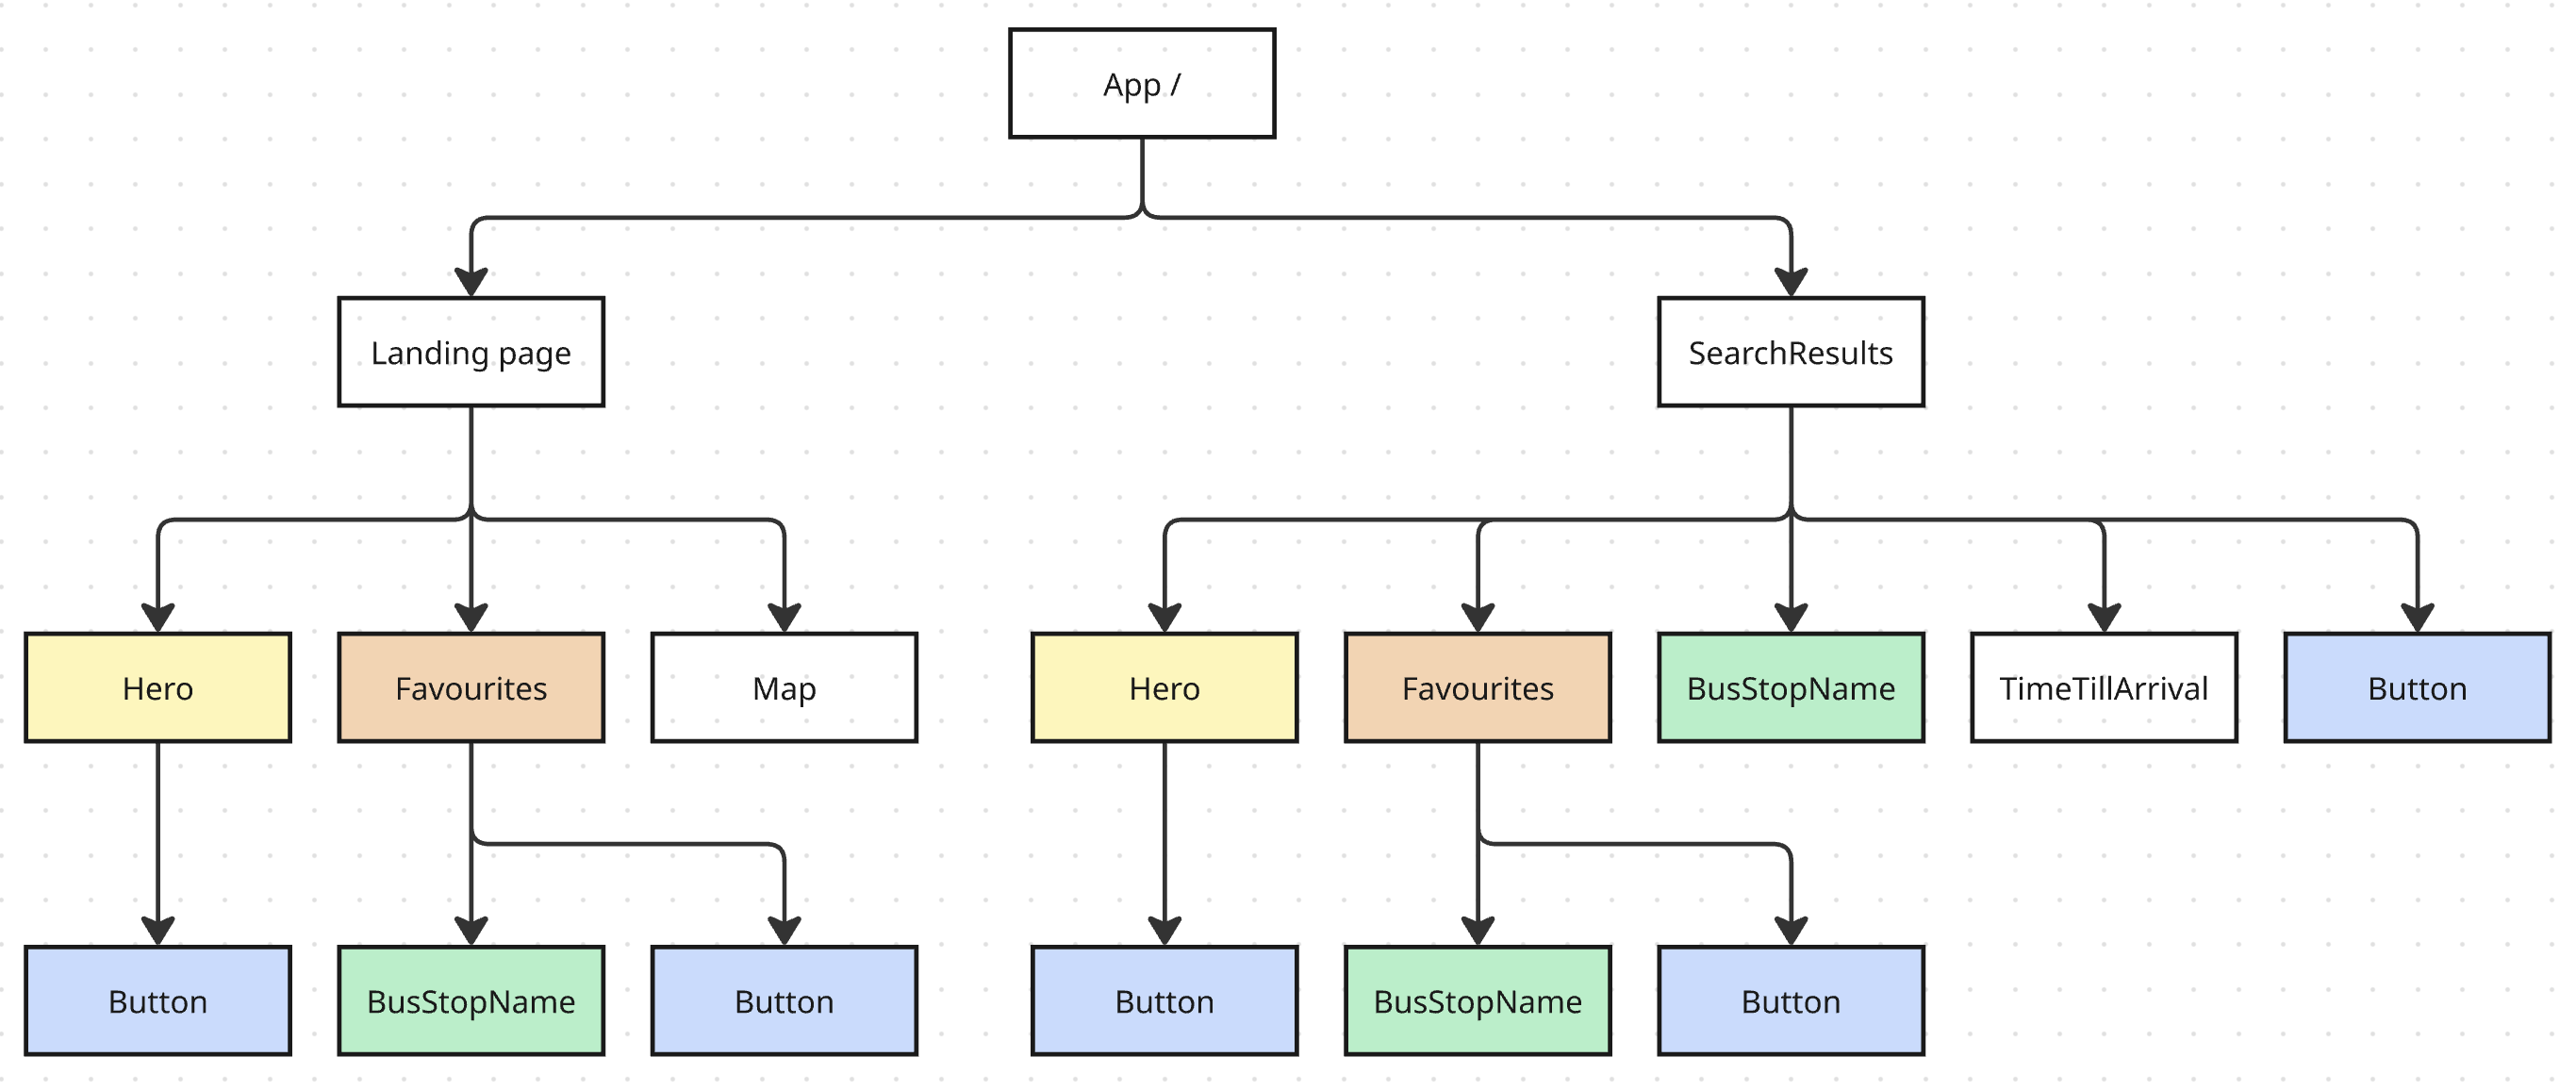 App /
Landing page
SearchResults
Hero
Favourites
Map
Hero
Favourites
BusStopName
TimeTillArrival
Button
Button
BusStopName
Button
Button
BusStopName
Button